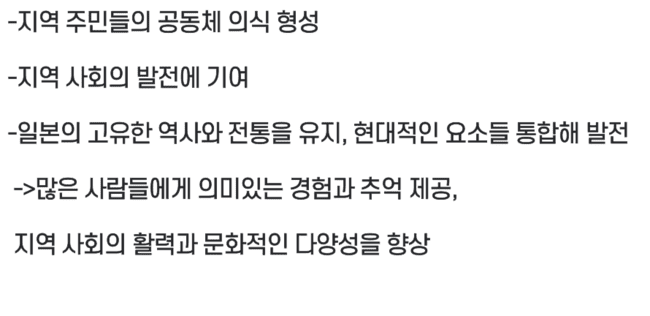 -지역 주민들의 공동체 의식 형성
-지역 사회의 발전에 기여
-일본의 고유한 역사와 전통을 유지, 현대적인 요소들 통합해 발전
->많은 사람들에게 의미있는 경험과 추억 제공,
지역 사회의 활력과 문화적인 다양성을 향상